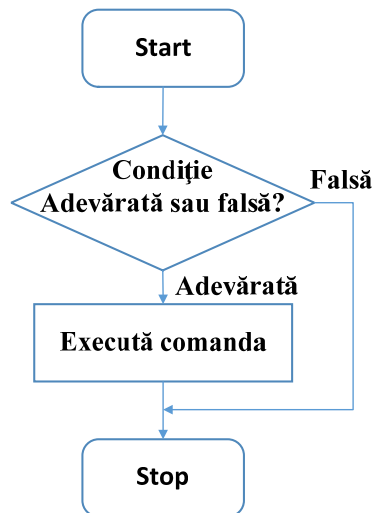 Start
Condiţie
Adevărată sau falsă?
Falsă
Adevărată
Execută comanda
Stop